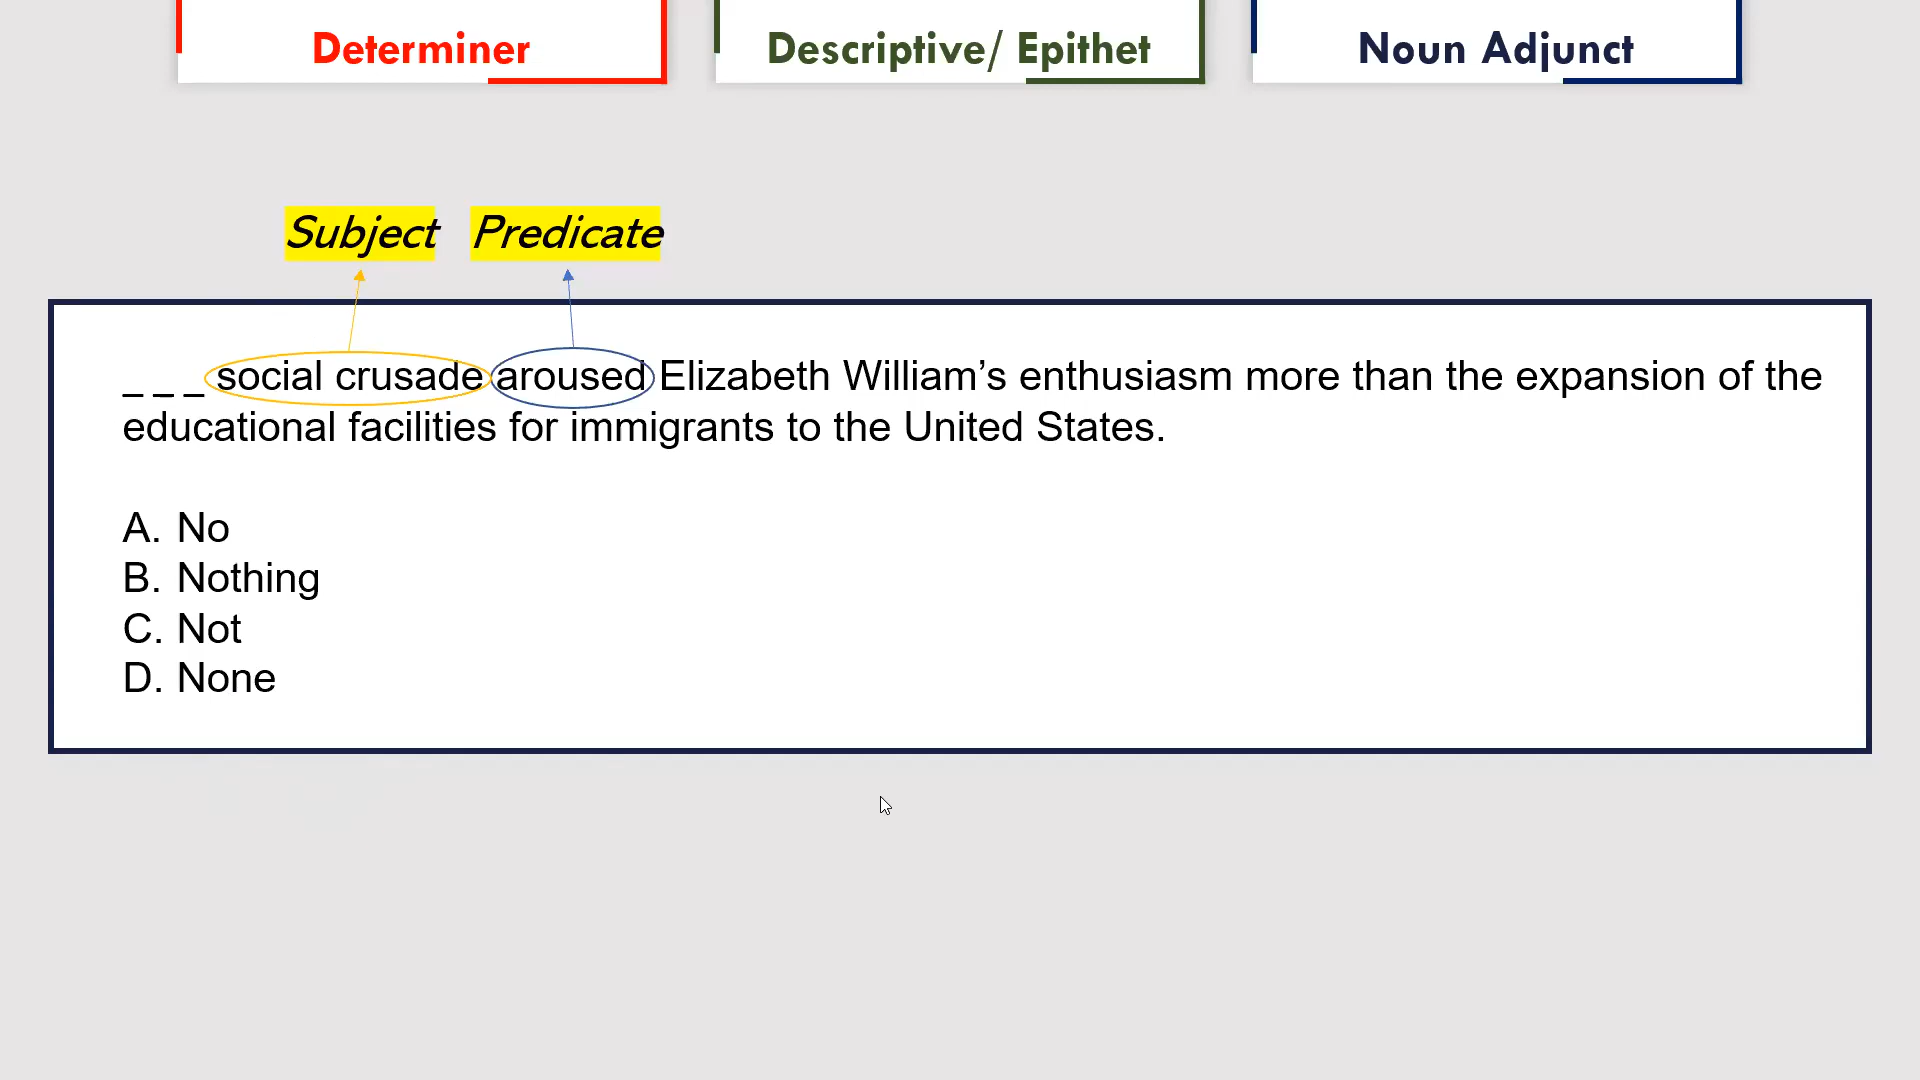 Determiner
Descriptive/ Epithet
Noun Adjunct
Subject
Predicate
_ _ _ social crusade aroused Elizabeth William’s enthusiasm more than the expansion of the
educational facilities for immigrants to the United States.
A. No
B. Nothing
C. Not
D. None